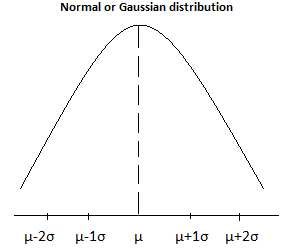 Normal or Gaussian distribution
μ-2σ μ-1σ μ μ+1σ μ+2σ